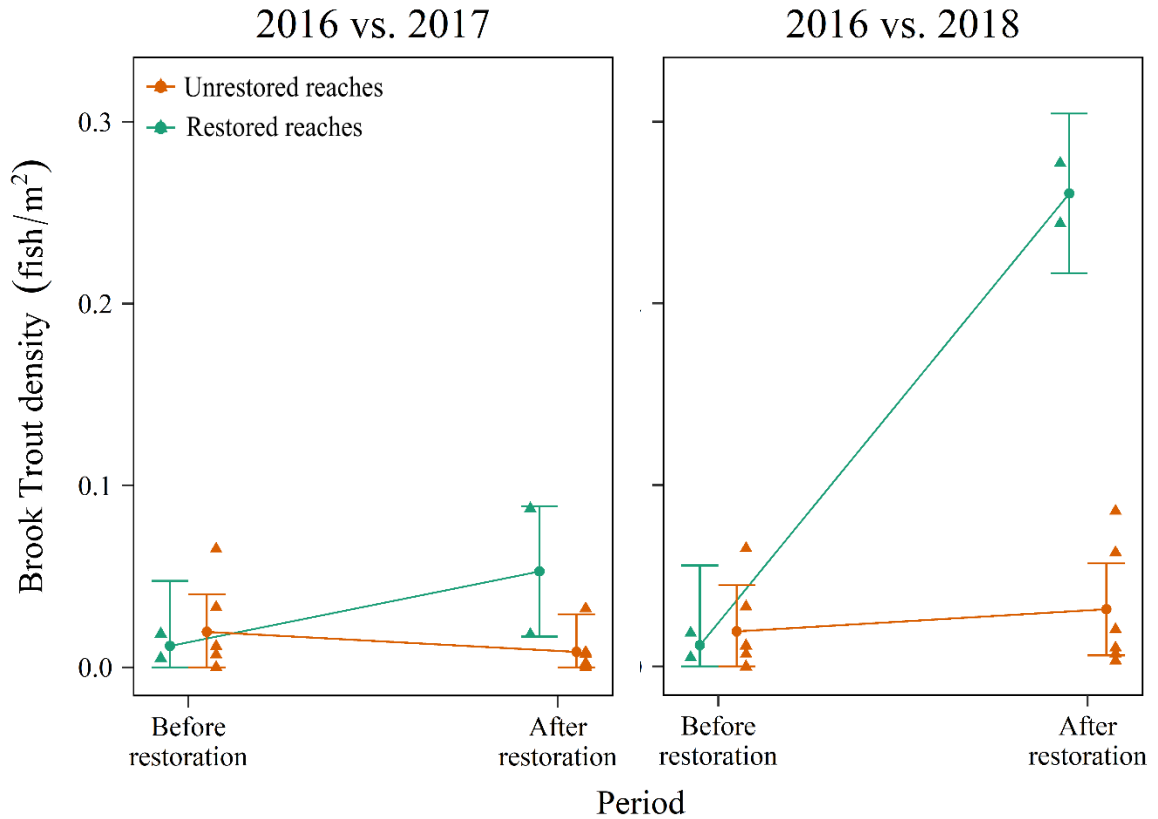 2016 vs. 2017
2016 vs. 2018
Unrestored reaches
Restored reaches
Brook Trout density (fish/m²)
0.3
0.2
0.1
0.0
Before
restoration
After
restoration
Before
restoration
After
restoration
Period